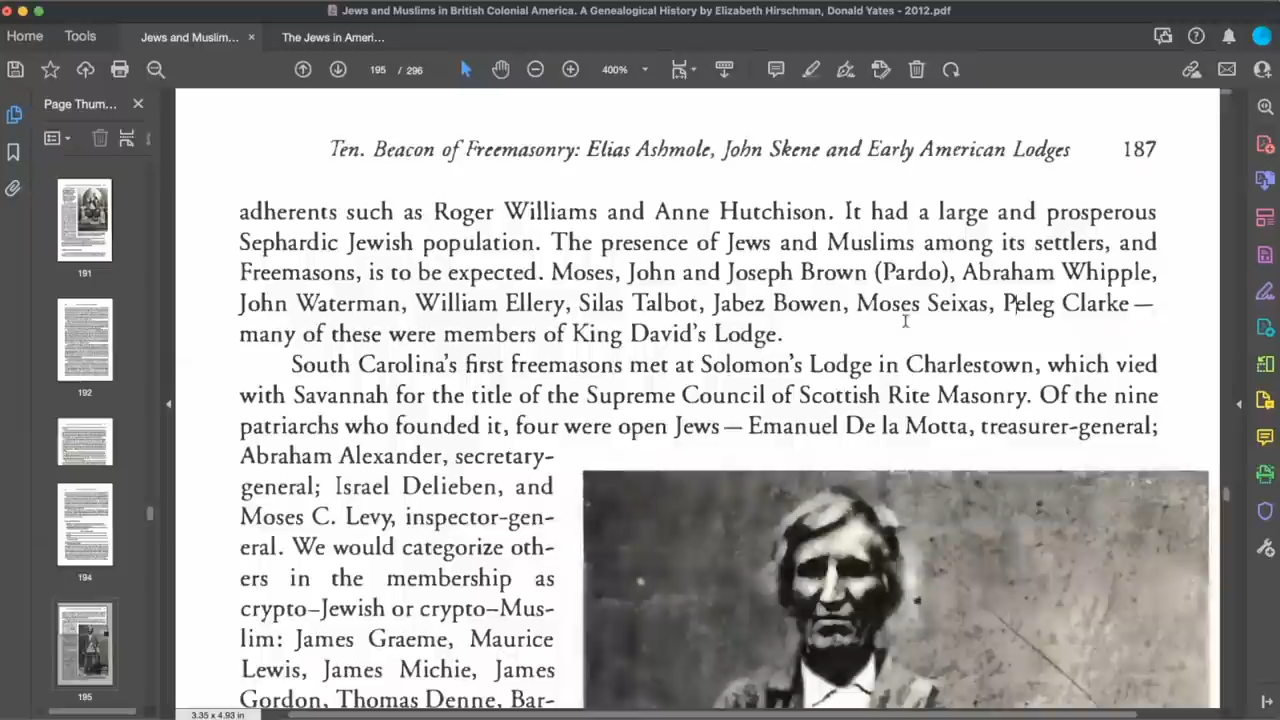 Jews and Muslims in British Colonial America. A Genealogical History by Elizabeth Hirschman, Donald Yates - 2012.pdf
Home
Tools
Jews and Muslim...
The Jews in Ameri...
195 / 296
400%
Page Thum...
191
192
194
195
Ten. Beacon of Freemasonry: Elias Ashmole, John Skene and Early American Lodges 187
adherents such as Roger Williams and Anne Hutchison. It had a large and prosperous
Sephardic Jewish population. The presence of Jews and Muslims among its settlers, and
Freemasons, is to be expected. Moses, John and Joseph Brown (Pardo), Abraham Whipple,
John Waterman, William Ellery, Silas Talbot, Jabez Bowen, Moses Seixas, Peleg Clarke—
many of these were members of King David's Lodge.
South Carolina's first freemasons met at Solomon's Lodge in Charlestown, which vied
with Savannah for the title of the Supreme Council of Scottish Rite Masonry. Of the nine
patriarchs who founded it, four were open Jews—Emanuel De la Motta, treasurer-general;
Abraham Alexander, secretary-
general; Israel Delieben, and
Moses C. Levy, inspector-gen-
eral. We would categorize oth-
ers in the membership as
crypto–Jewish or crypto–Mus-
lim: James Graeme, Maurice
Lewis, James Michie, James
Gordon, Thomas Denne, Bar-
3.35 x 4.93 in